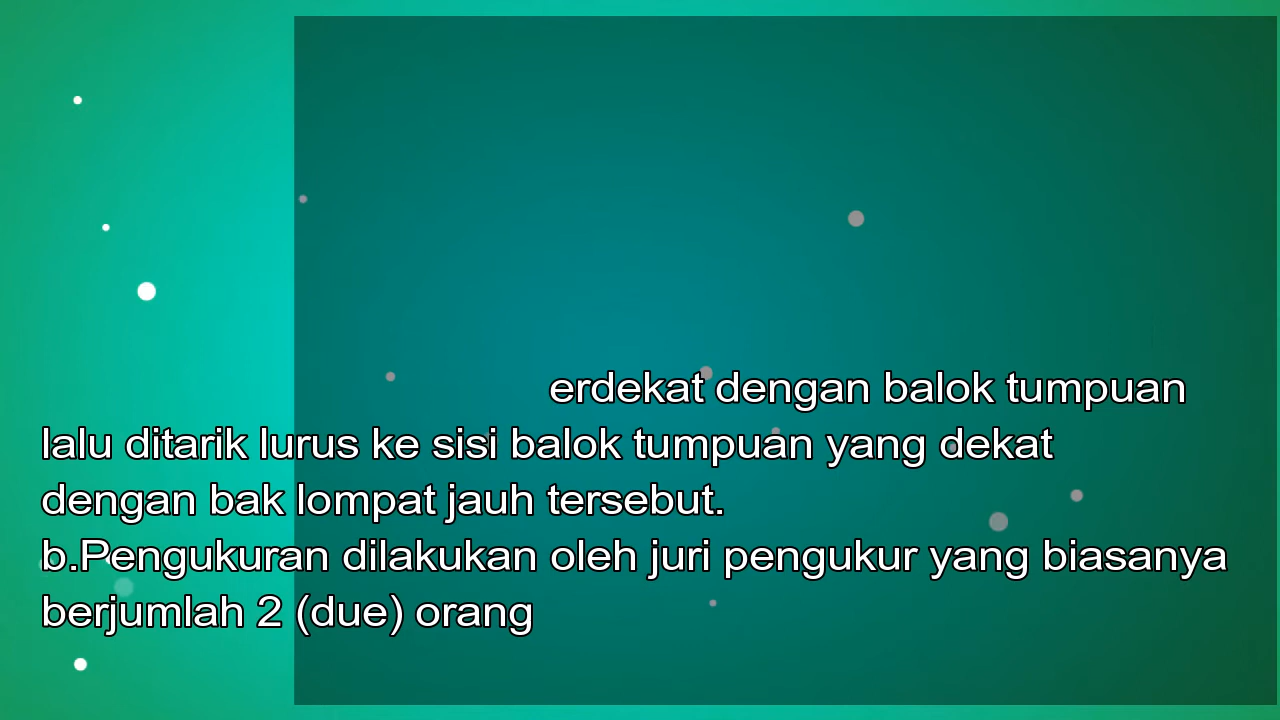 erdekat dengan balok tumpuan
lalu ditarik lurus ke sisi balok tumpuan yang dekat
dengan bak lompat jauh tersebut.
b.Pengukuran dilakukan oleh juri pengukur yang biasanya
berjumlah 2 (due) orang